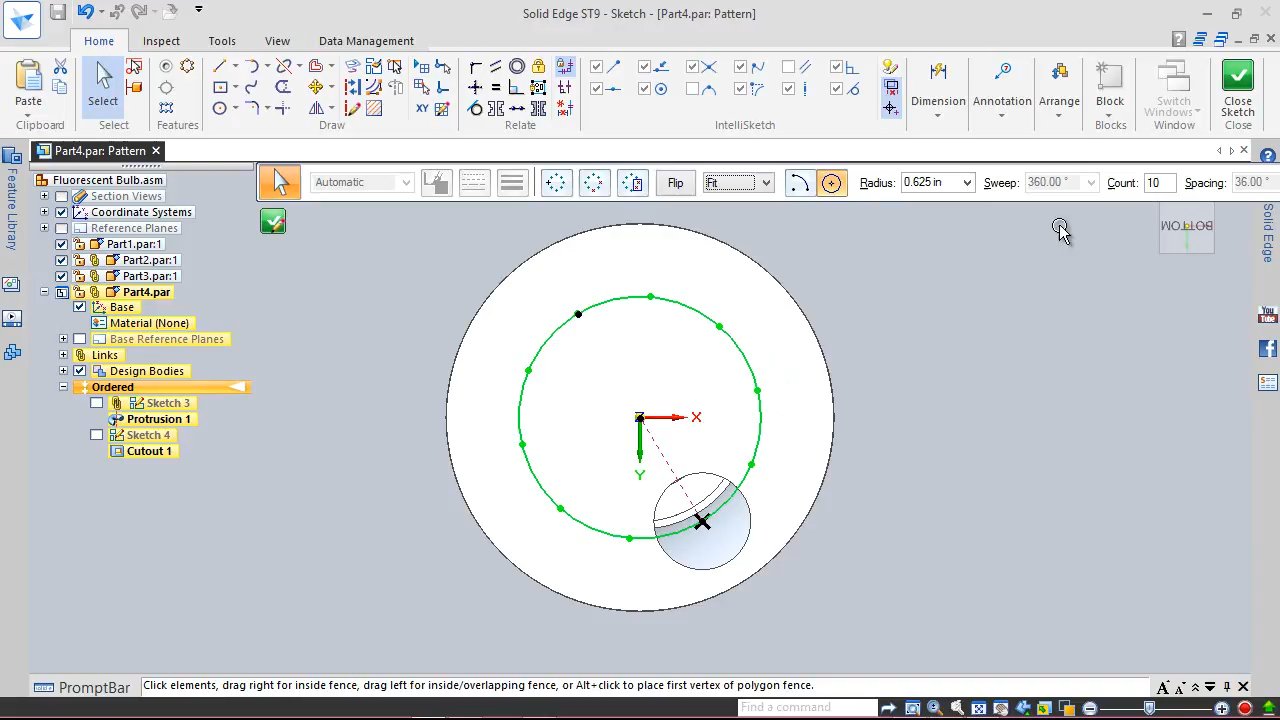 Solid Edge ST9 - Sketch - [Part4.par: Pattern]
Home Inspect Tools View Data Management
Paste
Select
Dimension Annotation Arrange Block Switch Windows Close Sketch
Clipboard Select Features Draw Relate IntelliSketch Blocks Window Close
Part4.par: Pattern
Fluorescent Bulb.asm
Section Views
Coordinate Systems
Reference Planes
Part1.par:1
Part2.par:1
Part3.par:1
Part4.par
Base
Material (None)
Base Reference Planes
Links
Design Bodies
Ordered
Sketch 3
Protrusion 1
Sketch 4
Cutout 1
Feature Library
Automatic Flip Fit Radius: 0.625 in Sweep: 360.00 ° Count: 10 Spacing: 36.00 °
BOTTOM
X
Y
Solid Edge
You Tube
PromptBar
Click elements, drag right for inside fence, drag left for inside/overlapping fence, or Alt+click to place first vertex of polygon fence.
Find a command